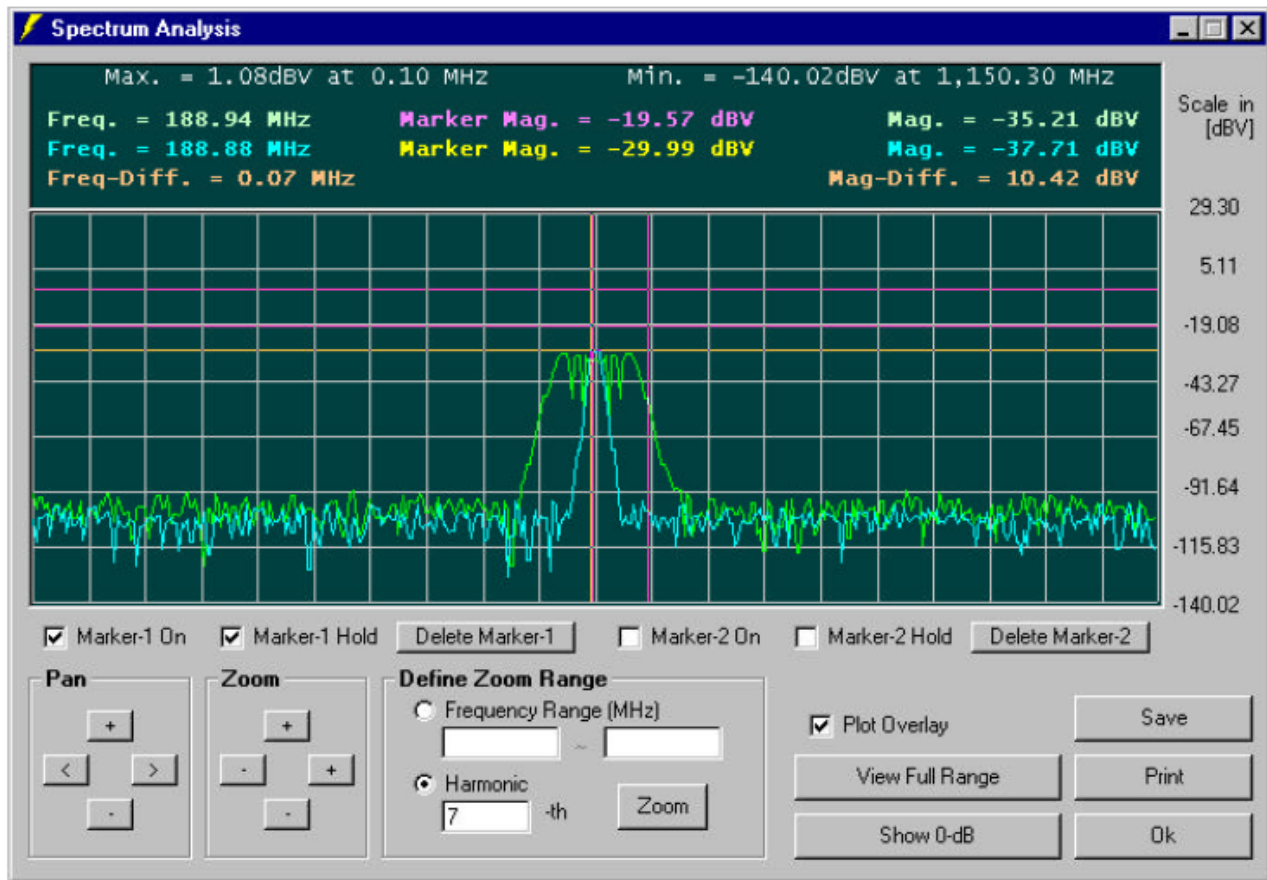 Spectrum Analysis
Max. = 1.08dBV at 0.10 MHz Min. = -140.02dBV at 1,150.30 MHz
Freq. = 188.94 MHz Marker Mag. = -19.57 dBV Mag. = -35.21 dBV
Freq. = 188.88 MHz Marker Mag. = -29.99 dBV Mag. = -37.71 dBV
Freq-Diff. = 0.07 MHz Mag-Diff. = 10.42 dBV
Scale in
[dBV]
29.30
5.11
-19.08
-43.27
-67.45
-91.64
-115.83
-140.02
Marker-1 On Marker-1 Hold Delete Marker-1 Marker-2 On Marker-2 Hold Delete Marker-2
Pan
+
< >
-
Zoom
+
- +
-
Define Zoom Range
Frequency Range (MHz)
~
Harmonic
7 -th Zoom
Plot Overlay Save
View Full Range Print
Show 0-dB Ok